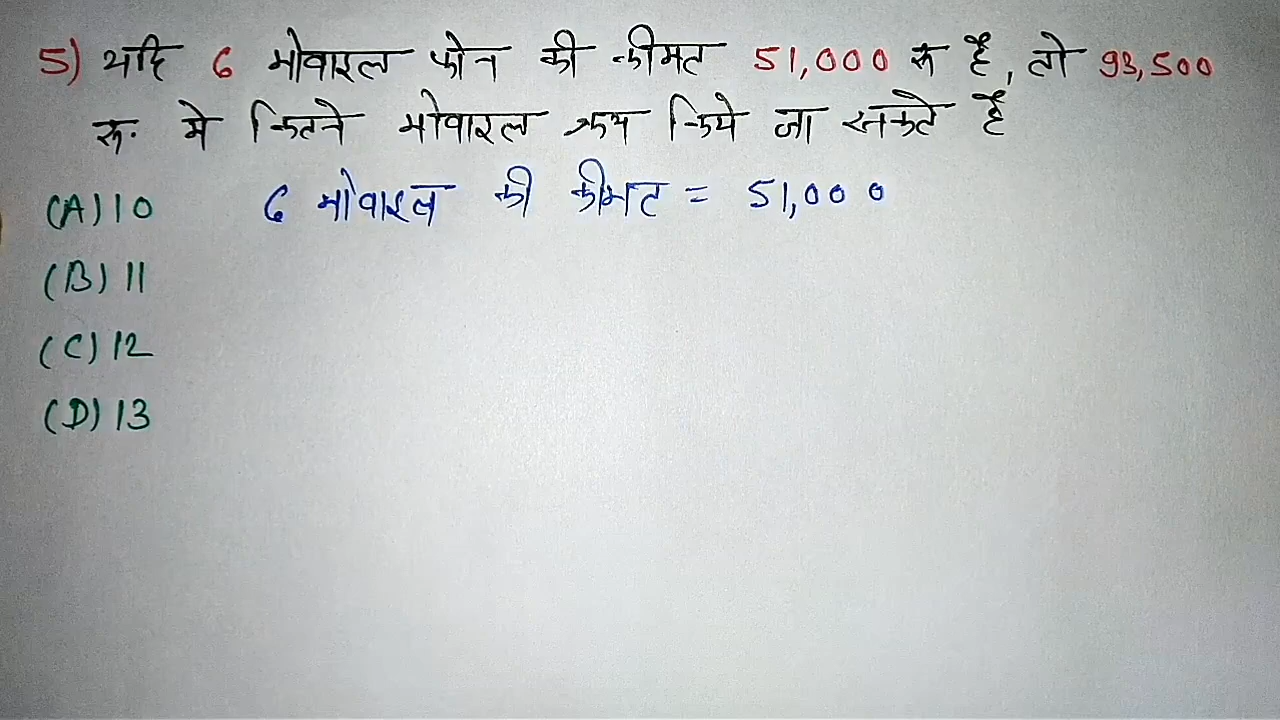 5) यदि 6 मोवाइल फोन की कीमत 51,000 रू है, तो 93,500
रू. मे कितने मोवाइल क्रय किये जा सकते है
(A) 10 6 मोवाइल की कीमत = 51,000
(B) 11
(C) 12
(D) 13